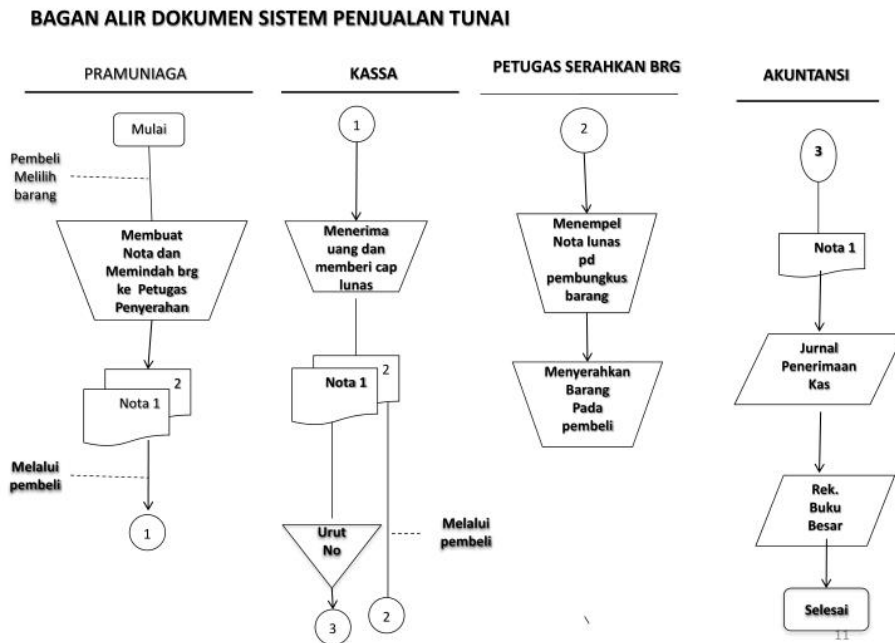 BAGAN ALIR DOKUMEN SISTEM PENJUALAN TUNAI
PRAMUNIAGA
Mulai
Pembeli
Melilih
barang
Membuat
Nota dan
Memindah brg
ke Petugas
Penyerahan
2
Nota 1
Melalui
pembeli
1
KASSA
1
Menerima
uang dan
memberi cap
lunas
2
Nota 1
Urut
No
Melalui
pembeli
3
2
PETUGAS SERAHKAN BRG
2
Menempel
Nota lunas
pd
pembungkus
barang
Menyerahkan
Barang
Pada
pembeli
AKUNTANSI
3
Nota 1
Jurnal
Penerimaan
Kas
Rek.
Buku
Besar
Selesai
11